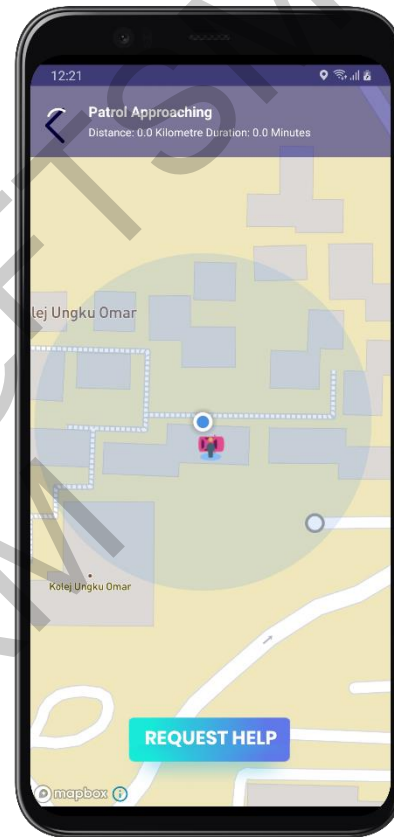 12:21
Patrol Approaching
Distance: 0.0 Kilometre Duration: 0.0 Minutes
lej Ungku Omar
Kolej Ungku Omar
REQUEST HELP
mapbox